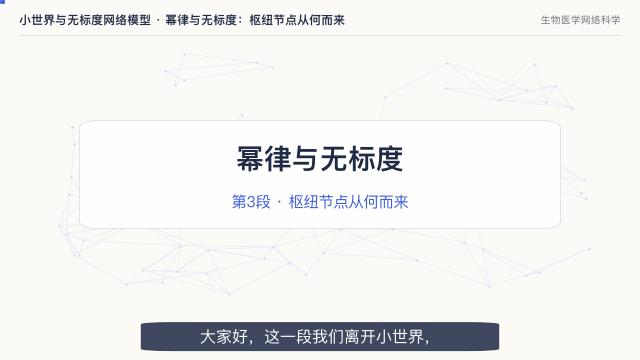 小世界与无标度网络模型 · 幂律与无标度：枢纽节点从何而来
生物医学网络科学
幂律与无标度
第3段 · 枢纽节点从何而来
大家好，这一段我们离开小世界，